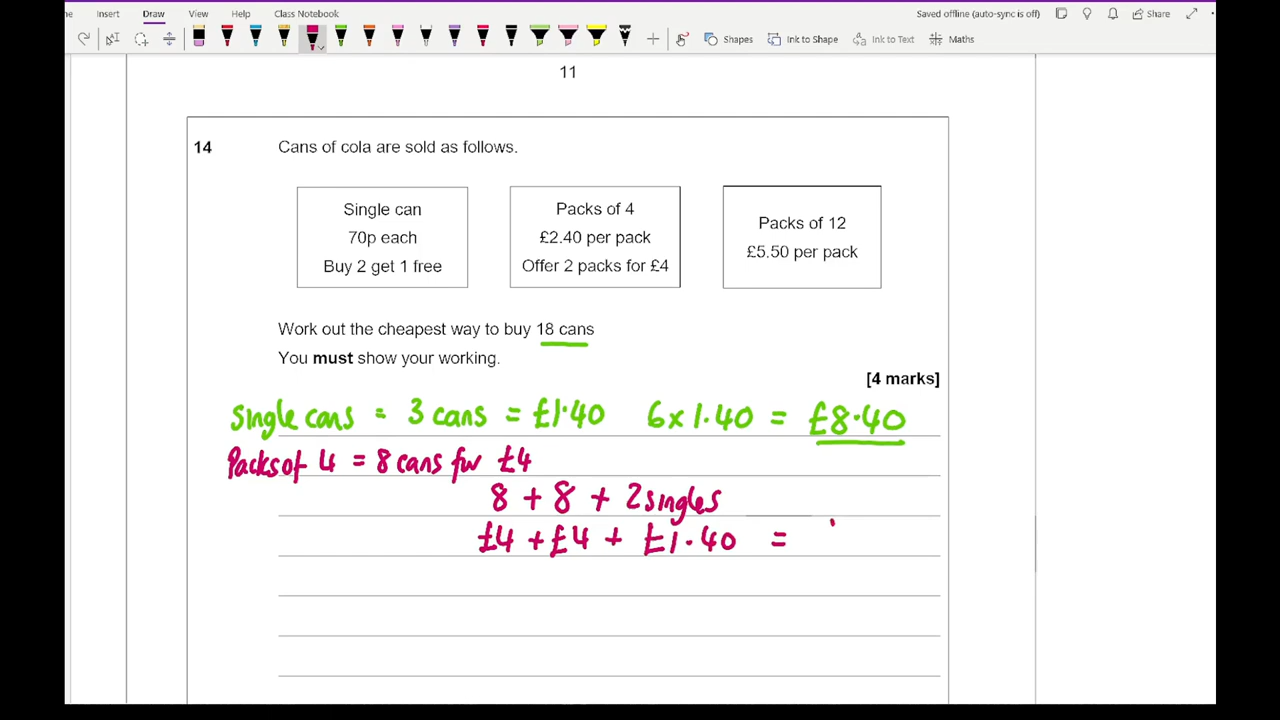 Insert Draw View Help Class Notebook Saved offline (auto-sync is off) Share
Shapes Ink to Shape Ink to Text Maths
11
14 Cans of cola are sold as follows.
Single can
70p each
Buy 2 get 1 free
Packs of 4
£2.40 per pack
Offer 2 packs for £4
Packs of 12
£5.50 per pack
Work out the cheapest way to buy 18 cans
You must show your working.
[4 marks]
Single cans = 3 cans = £1.40 6 x 1.40 = £8.40
Packs of 4 = 8 cans for £4
8 + 8 + 2 singles
£4 + £4 + £1.40 =